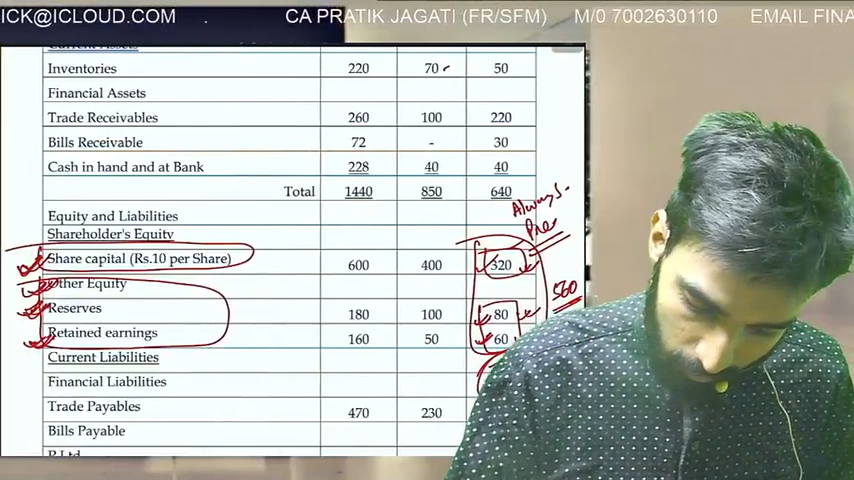 ICK@ICLOUD.COM . CA PRATIK JAGATI (FR/SFM) M/0 7002630110 EMAIL FINA
Current Assets
Inventories 220 70 50
Financial Assets
Trade Receivables 260 100 220
Bills Receivable 72 - 30
Cash in hand and at Bank 228 40 40
Total 1440 850 640
Always
Pre
Equity and Liabilities
Shareholder's Equity
Share capital (Rs.10 per Share) 600 400 320
Other Equity
560
Reserves 180 100 80
Retained earnings 160 50 60
Current Liabilities
Financial Liabilities
Trade Payables 470 230
Bills Payable